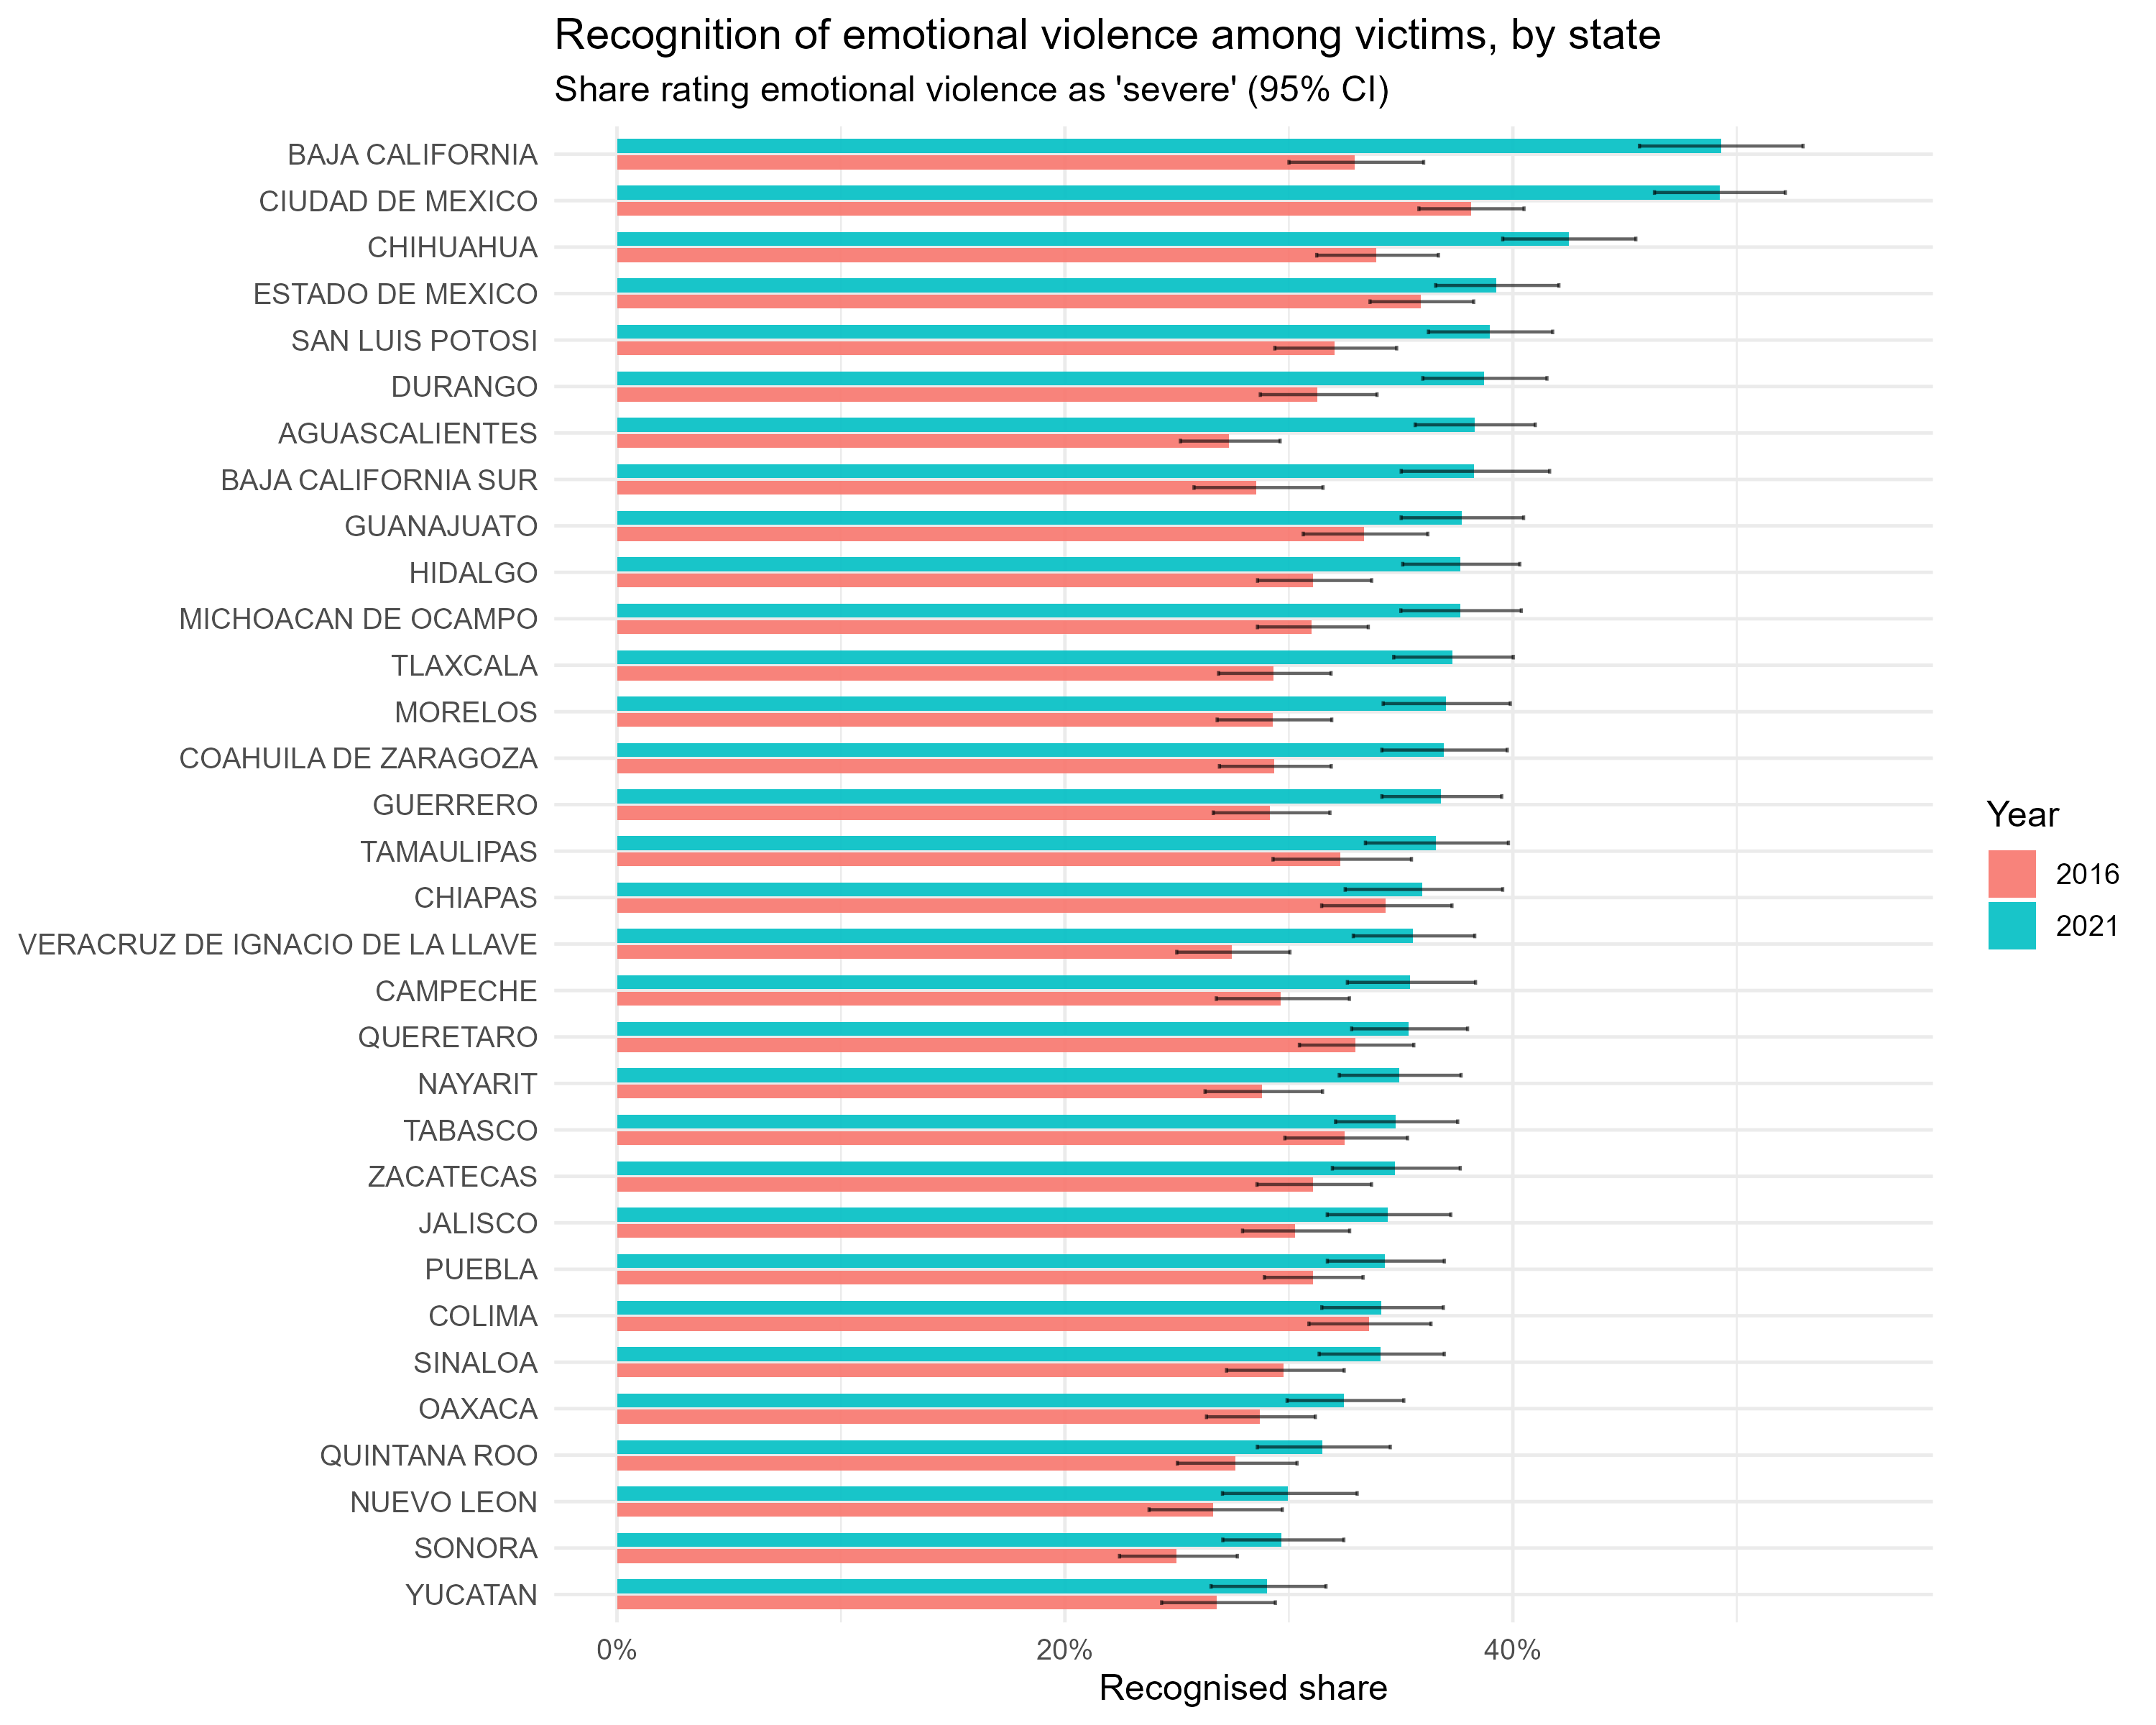 Recognition of emotional violence among victims, by state
Share rating emotional violence as 'severe' (95% CI)
BAJA CALIFORNIA
CIUDAD DE MEXICO
CHIHUAHUA
ESTADO DE MEXICO
SAN LUIS POTOSI
DURANGO
AGUASCALIENTES
BAJA CALIFORNIA SUR
GUANAJUATO
HIDALGO
MICHOACAN DE OCAMPO
TLAXCALA
MORELOS
COAHUILA DE ZARAGOZA
GUERRERO
TAMAULIPAS
CHIAPAS
VERACRUZ DE IGNACIO DE LA LLAVE
CAMPECHE
QUERETARO
NAYARIT
TABASCO
ZACATECAS
JALISCO
PUEBLA
COLIMA
SINALOA
OAXACA
QUINTANA ROO
NUEVO LEON
SONORA
YUCATAN
0% 20% 40%
Recognised share
Year
2016
2021